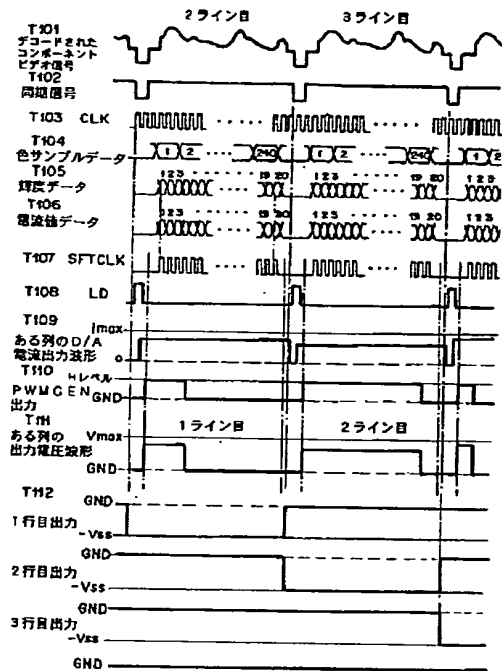 2ライン目 3ライン目
T101
デコードされた
コンポーネント
ビデオ信号
T102
同期信号
T103 CLK
T104
色サンプルデータ
1 2 240 1 2 240 1 2
T105
輝度データ
1 2 3 19 20 1 2 3 19 20 1 2 3
T106
電流値データ
1 2 3 19 20 1 2 3 19 20 1 2 3
T107 SFTCLK
T108 LD
T109
Imax
ある列のD/A
電流出力波形
0
T110
Hレベル
PWMGEN
出力
GND
T111
ある列の
出力電圧波形
Vmax
GND
1ライン目 2ライン目
T112
GND
1行目出力
-Vss
GND
2行目出力
-Vss
GND
3行目出力
-Vss
GND